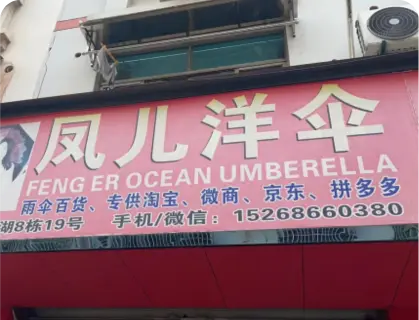 凤儿洋伞
FENG ER OCEAN UMBERELLA
雨伞百货、专供淘宝、微商、京东、拼多多
湖8栋19号 手机/微信：15268660380